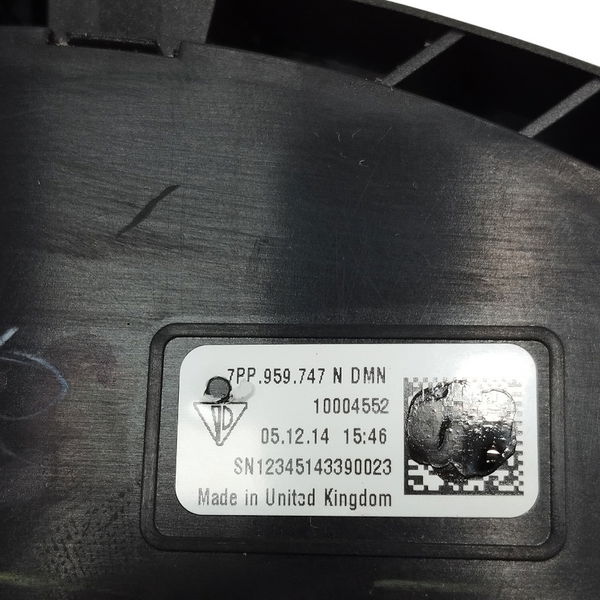 7PP.959.747 N DMN
10004552
05.12.14 15:46
SN12345143390023
Made in United Kingdom